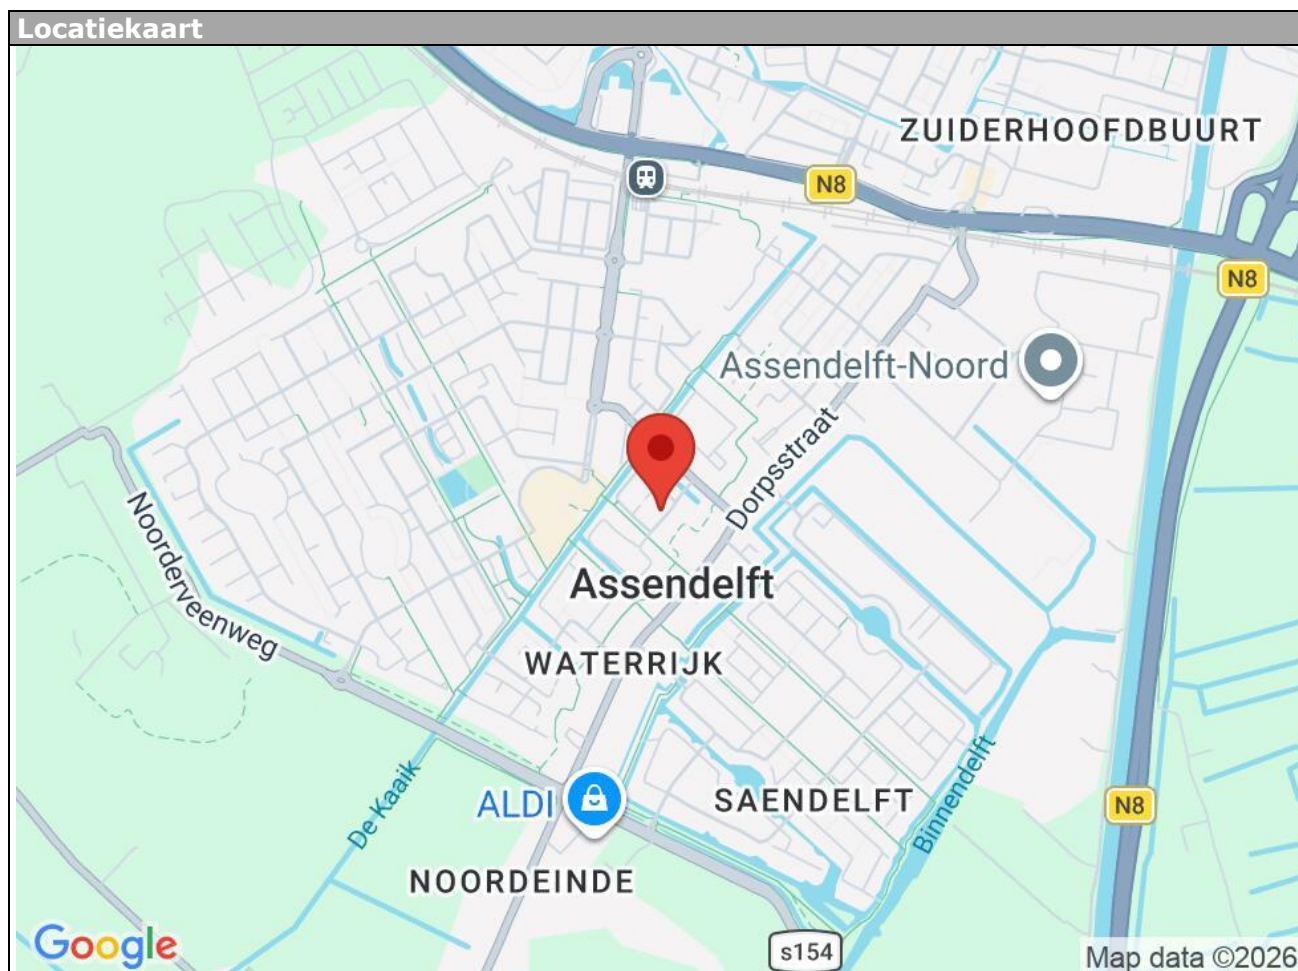 Locatiekaart
ZUIDERHOOFDBUURT
N8
N8
Assendelft-Noord
Dorpsstraat
Noorderveenweg
Assendelft
WATERRIJK
De Kaaik
ALDI
SAENDELFT
Binnendelft
N8
NOORDEINDE
Google
s154
Map data ©2026